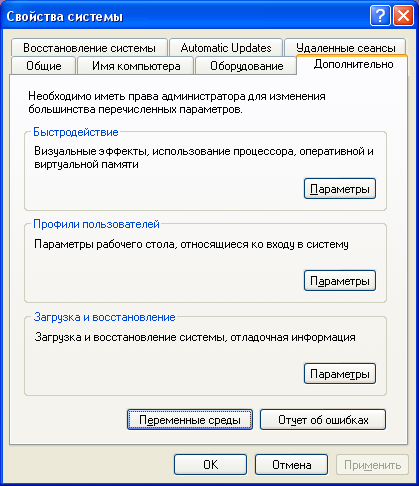 Свойства системы
Восстановление системы
Automatic Updates
Удаленные сеансы
Общие
Имя компьютера
Оборудование
Дополнительно
Необходимо иметь права администратора для изменения
большинства перечисленных параметров.
Быстродействие
Визуальные эффекты, использование процессора, оперативной и
виртуальной памяти
Параметры
Профили пользователей
Параметры рабочего стола, относящиеся ко входу в систему
Параметры
Загрузка и восстановление
Загрузка и восстановление системы, отладочная информация
Параметры
Переменные среды
Отчет об ошибках
OK
Отмена
Применить